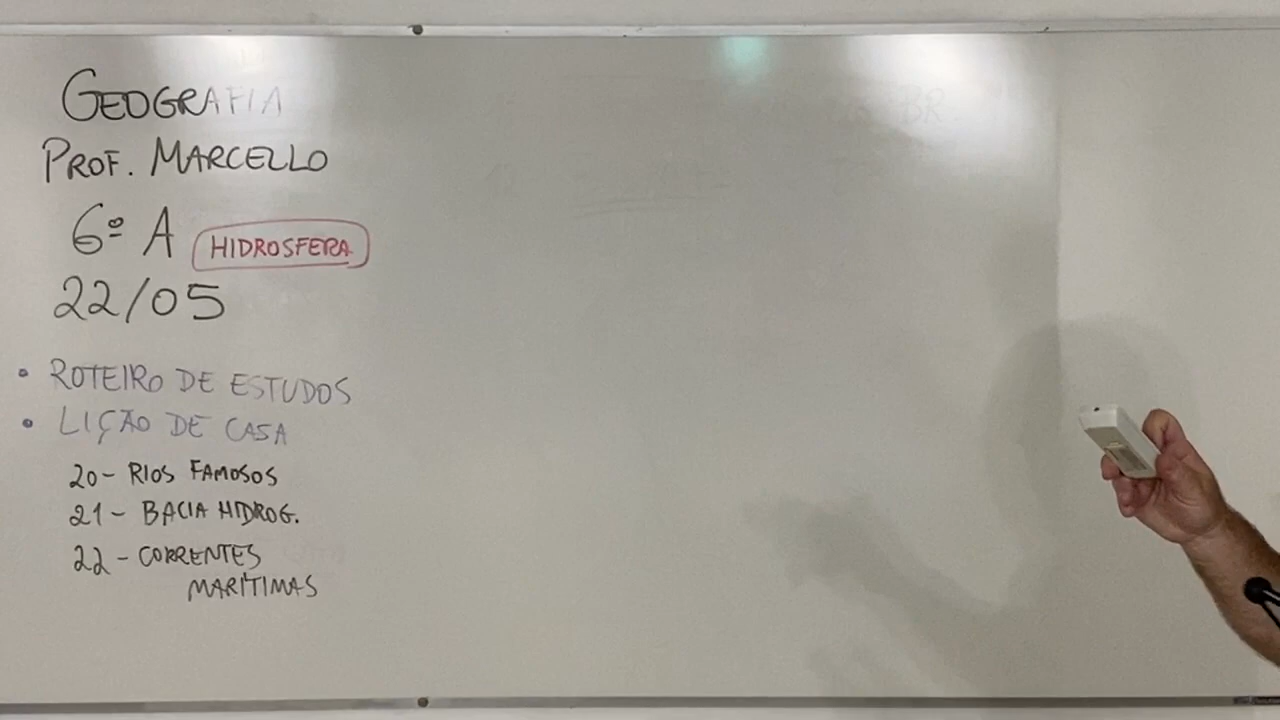 GEOGRAFIA
PROF. MARCELLO
6º A HIDROSFERA
22/05
• ROTEIRO DE ESTUDOS
• LIÇÃO DE CASA
20- RIOS FAMOSOS
21- BACIA HIDROG.
22- CORRENTES
MARÍTIMAS